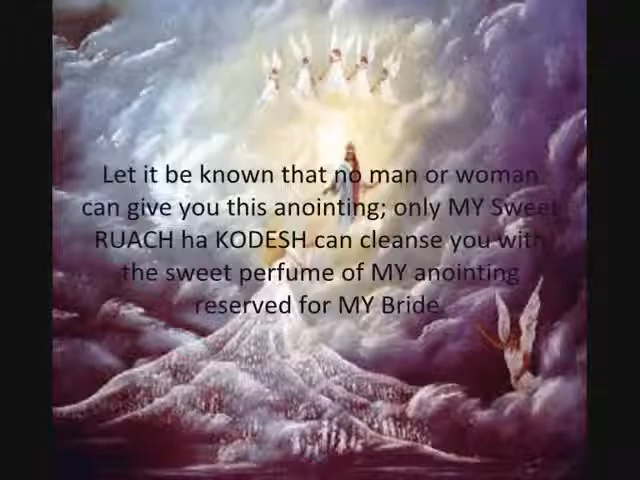 Let it be known that no man or woman
can give you this anointing; only MY Sweet
RUACH ha KODESH can cleanse you with
the sweet perfume of MY anointing
reserved for MY Bride.